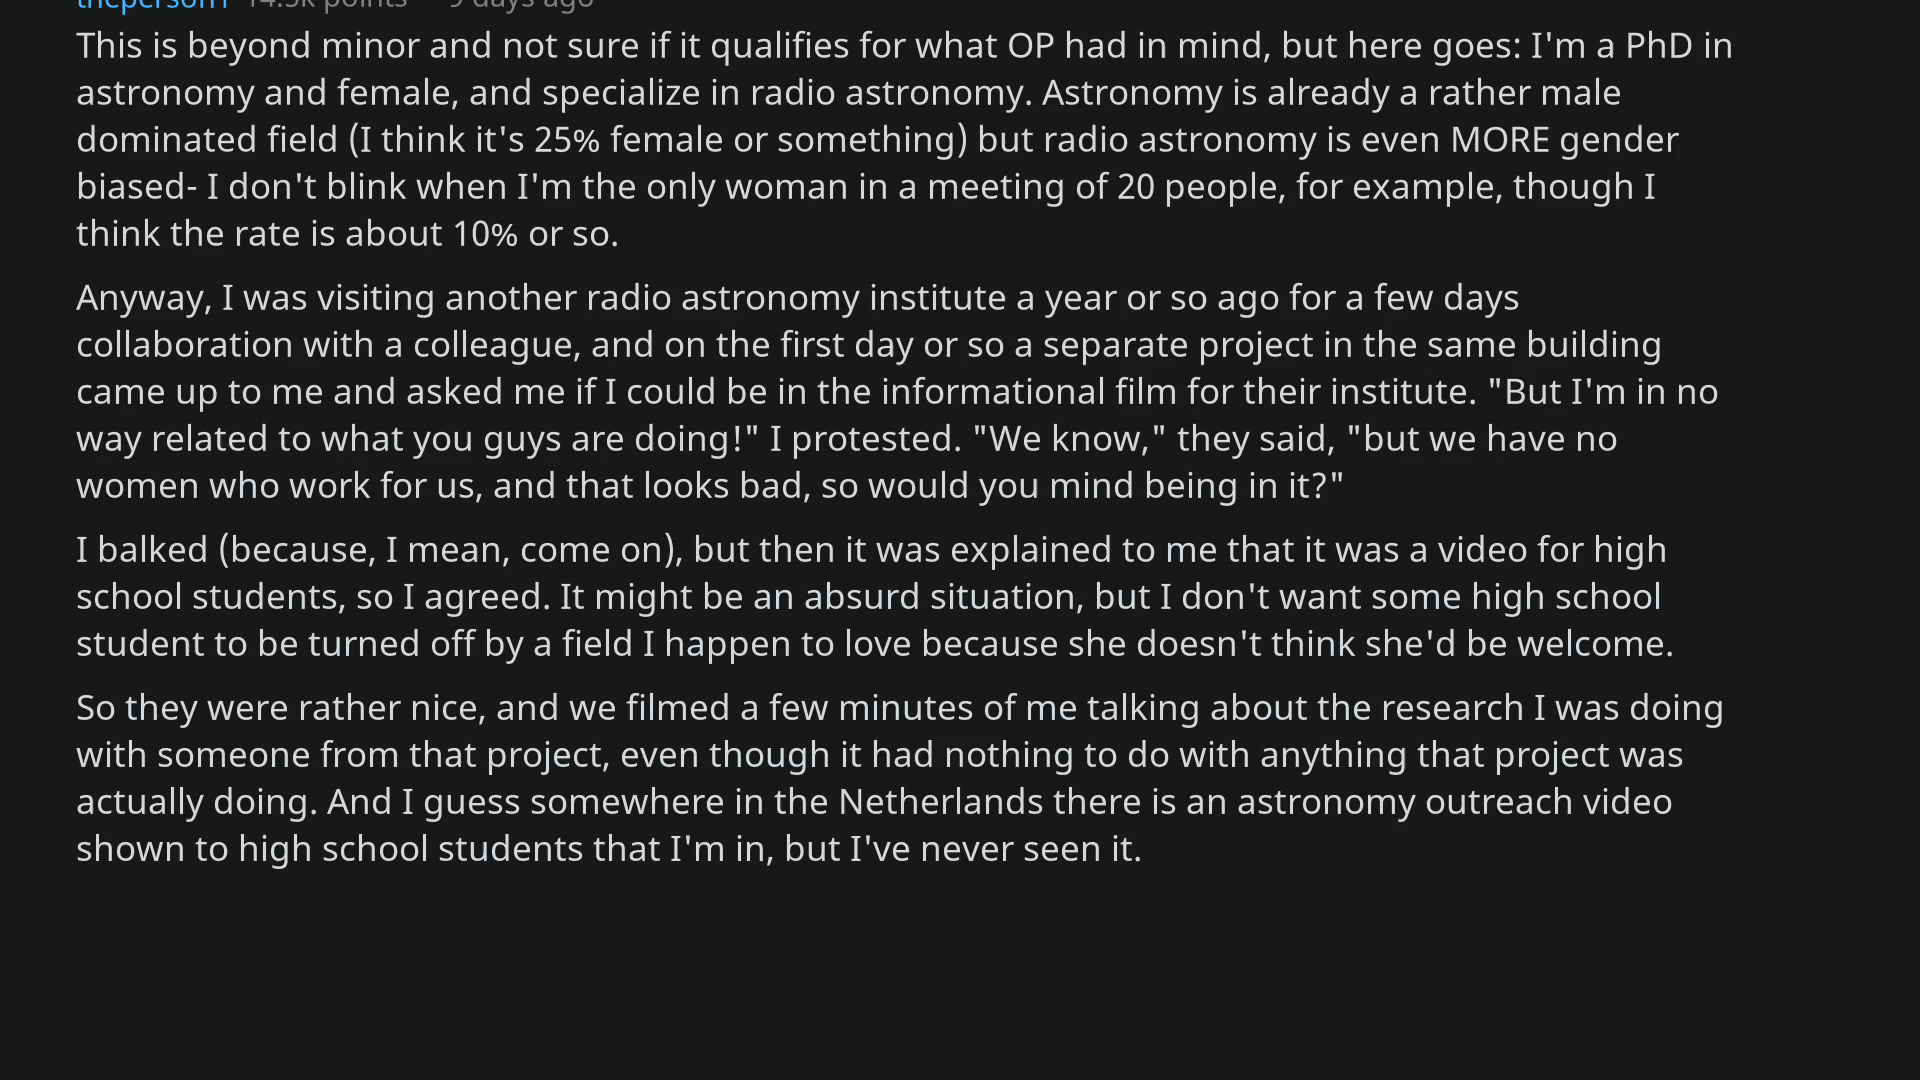 theperson1 14.5k points 9 days ago
This is beyond minor and not sure if it qualifies for what OP had in mind, but here goes: I'm a PhD in
astronomy and female, and specialize in radio astronomy. Astronomy is already a rather male
dominated field (I think it's 25% female or something) but radio astronomy is even MORE gender
biased- I don't blink when I'm the only woman in a meeting of 20 people, for example, though I
think the rate is about 10% or so.
Anyway, I was visiting another radio astronomy institute a year or so ago for a few days
collaboration with a colleague, and on the first day or so a separate project in the same building
came up to me and asked me if I could be in the informational film for their institute. "But I'm in no
way related to what you guys are doing!" I protested. "We know," they said, "but we have no
women who work for us, and that looks bad, so would you mind being in it?"
I balked (because, I mean, come on), but then it was explained to me that it was a video for high
school students, so I agreed. It might be an absurd situation, but I don't want some high school
student to be turned off by a field I happen to love because she doesn't think she'd be welcome.
So they were rather nice, and we filmed a few minutes of me talking about the research I was doing
with someone from that project, even though it had nothing to do with anything that project was
actually doing. And I guess somewhere in the Netherlands there is an astronomy outreach video
shown to high school students that I'm in, but I've never seen it.